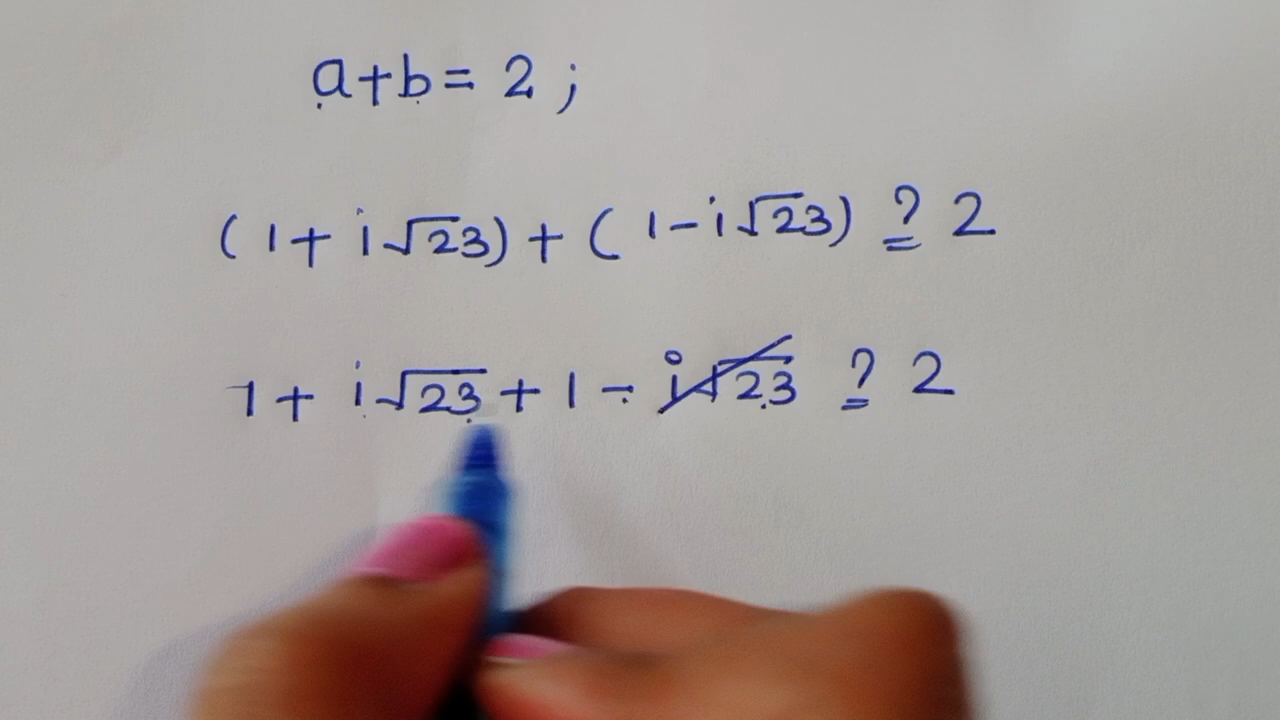 a+b= 2 ;
(1+ i√23)+(1-i√23) ≟ 2
1+ i√23+1- i√23 ≟ 2